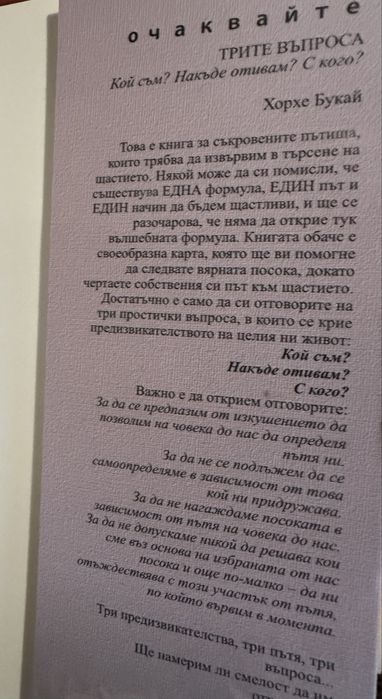 очаквайте
ТРИТЕ ВЪПРОСА
Кой съм? Накъде отивам? С кого?
Хорхе Букай
Това е книга за съкровените пътища,
които трябва да извървим в търсене на
щастието. Някой може да си помисли, че
съществува ЕДНА формула, ЕДИН път и
ЕДИН начин да бъдем щастливи, и ще се
разочарова, че няма да открие тук
вълшебната формула. Книгата обаче е
своеобразна карта, която ще ви помогне
да следвате вярната посока, докато
чертаете собствения си път към щастието.
Достатъчно е само да си отговорите на
три простички въпроса, в които се крие
предизвикателството на целия ни живот:
Кой съм?
Накъде отивам?
С кого?
Важно е да открием отговорите:
За да се предпазим от изкушението да
позволим на човека до нас да определя
пътя ни.
За да не се подлъжем да се
самоопределяме в зависимост от това
кой ни придружава.
За да не нагаждаме посоката в
зависимост от пътя на човека до нас.
За да не допускаме никой да решава кои
сме въз основа на избраната от нас
посока и още по-малко – да ни
отъждествява с този участък от пътя,
по който вървим в момента.
Три предизвикателства, три пътя, три
въпроса...
Ще намерим ли смелост да им